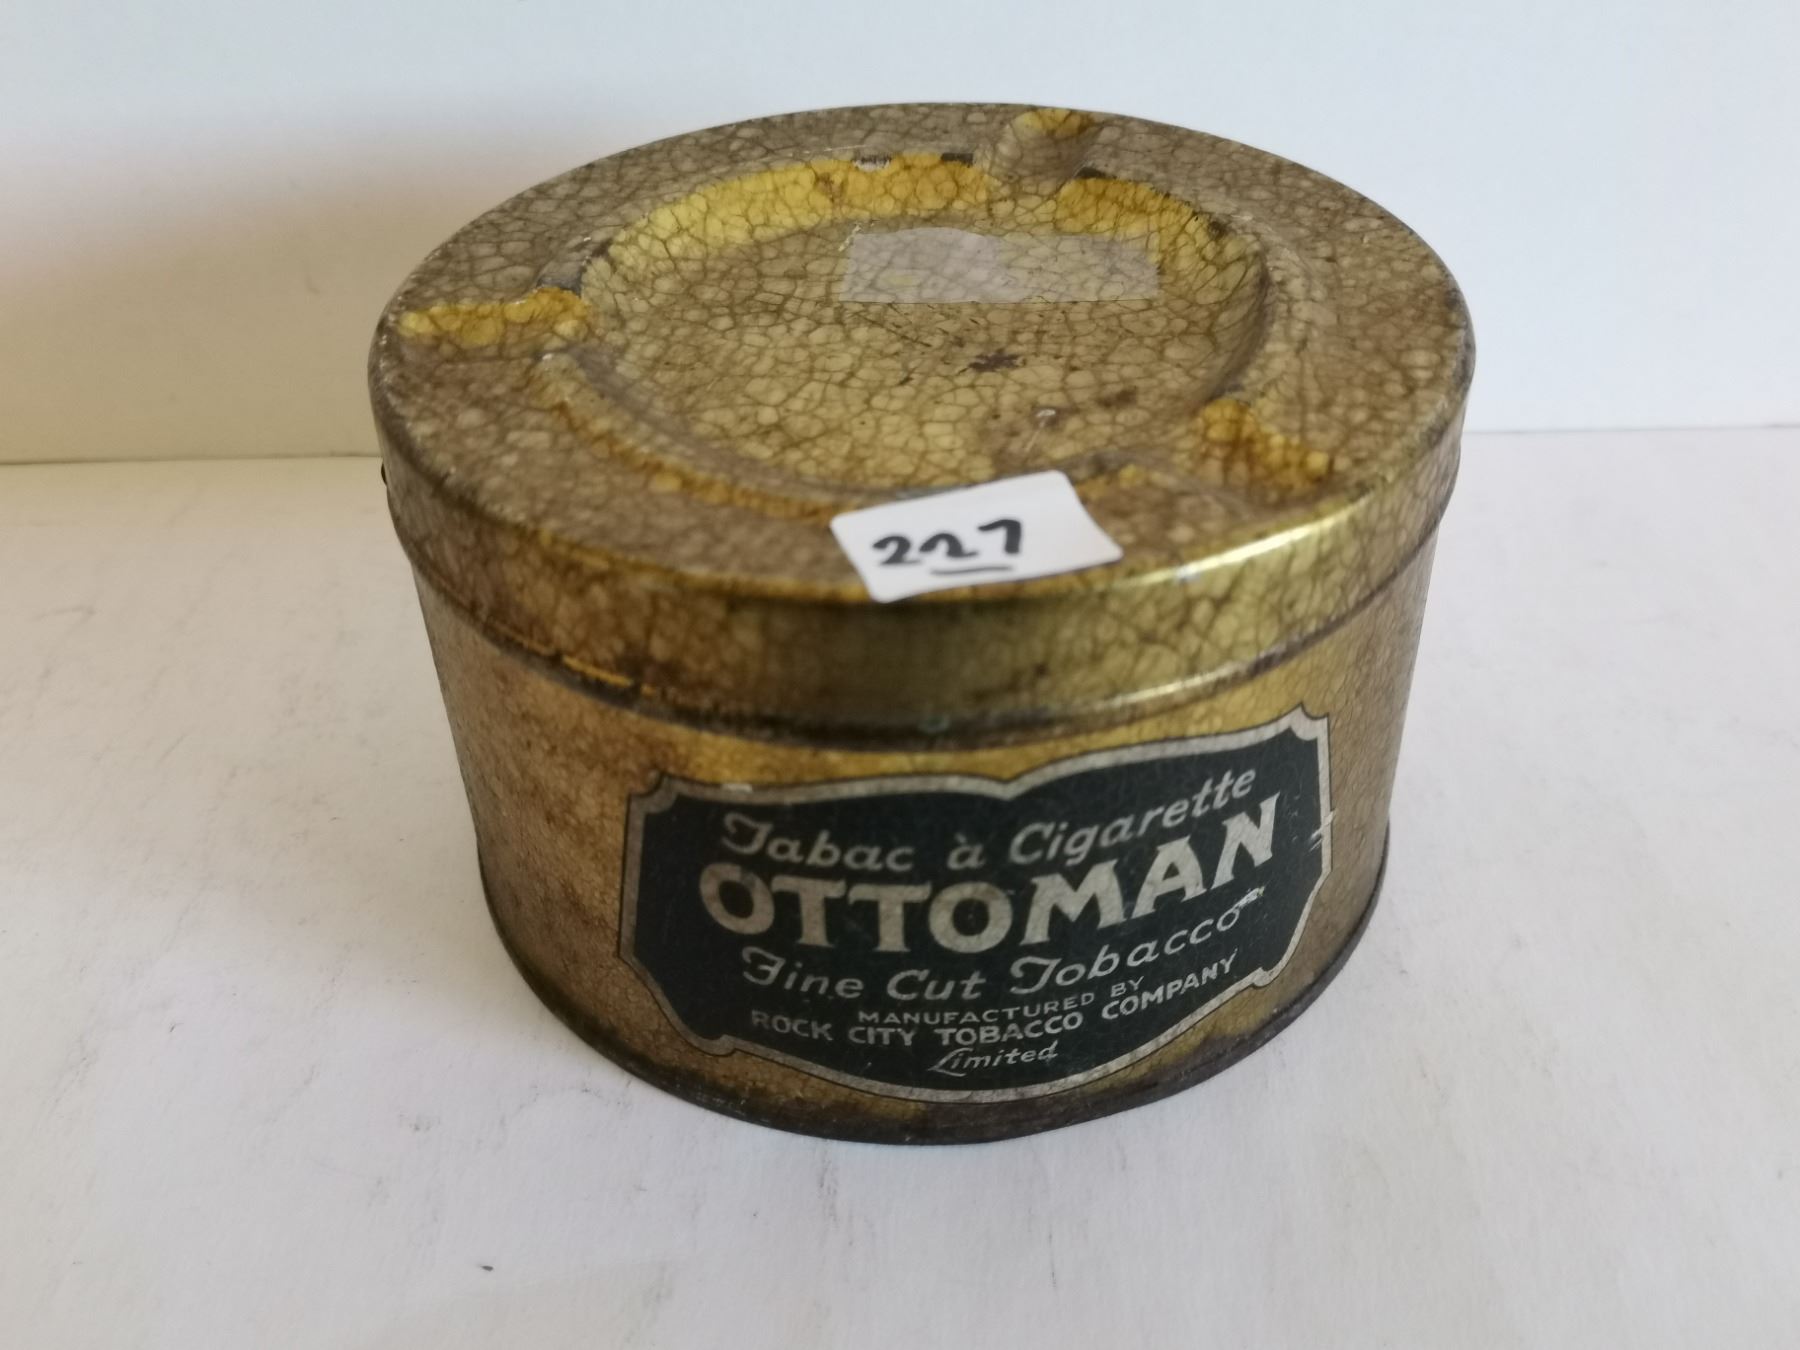 227
Tabac à Cigarette
OTTOMAN
Fine Cut Tobacco
MANUFACTURED BY
ROCK CITY TOBACCO COMPANY
Limited